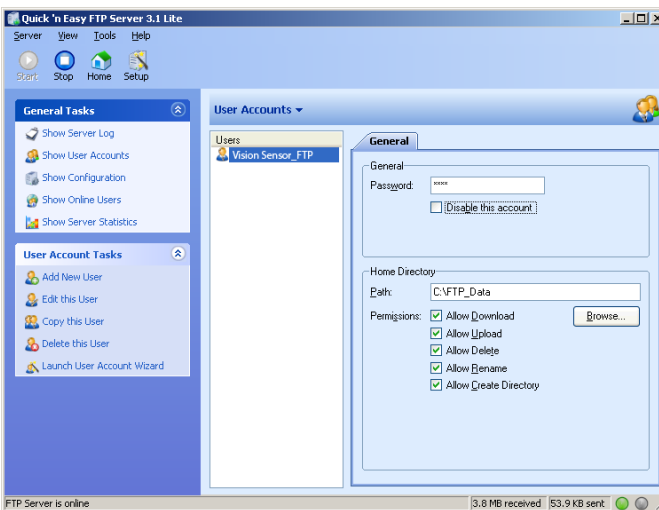 Quick 'n Easy FTP Server 3.1 Lite
Server View Tools Help
Start Stop Home Setup
General Tasks
Show Server Log
Show User Accounts
Show Configuration
Show Online Users
Show Server Statistics
User Account Tasks
Add New User
Edit this User
Copy this User
Delete this User
Launch User Account Wizard
User Accounts
Users
Vision Sensor_FTP
General
General
Password: ****
Disable this account
Home Directory
Path: C:\FTP_Data
Permissions: Allow Download Browse...
Allow Upload
Allow Delete
Allow Rename
Allow Create Directory
FTP Server is online 3.8 MB received 53.9 KB sent